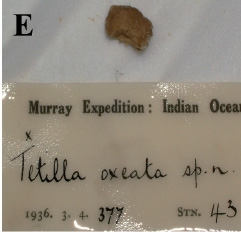 E
Murray Expedition: Indian Ocea
x
Tetilla oxeata sp.n.
1936. 3. 4. 377 STN. 43